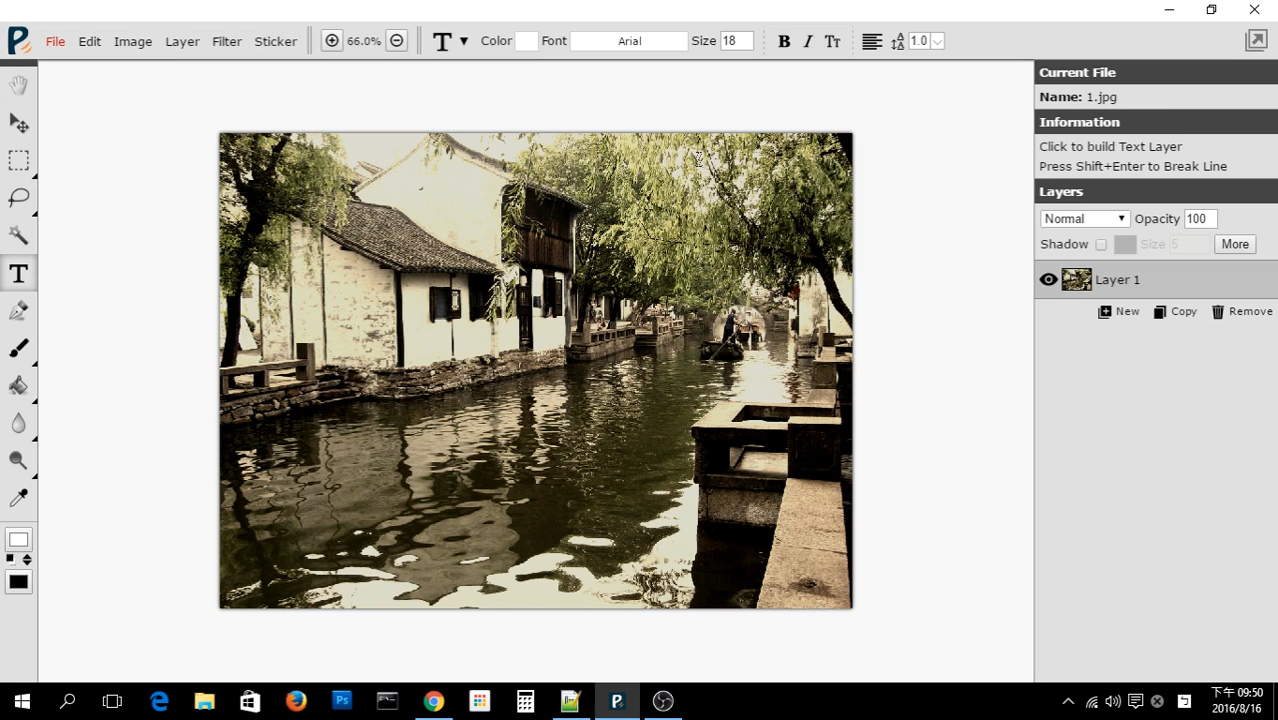 File Edit Image Layer Filter Sticker 66.0% T Color Font Arial Size 18 B I TT 1.0
Current File
Name: 1.jpg
Information
Click to build Text Layer
Press Shift+Enter to Break Line
Layers
Normal Opacity 100
Shadow Size 5 More
Layer 1
New Copy Remove
T
Ps
下午 09:50
2016/8/16